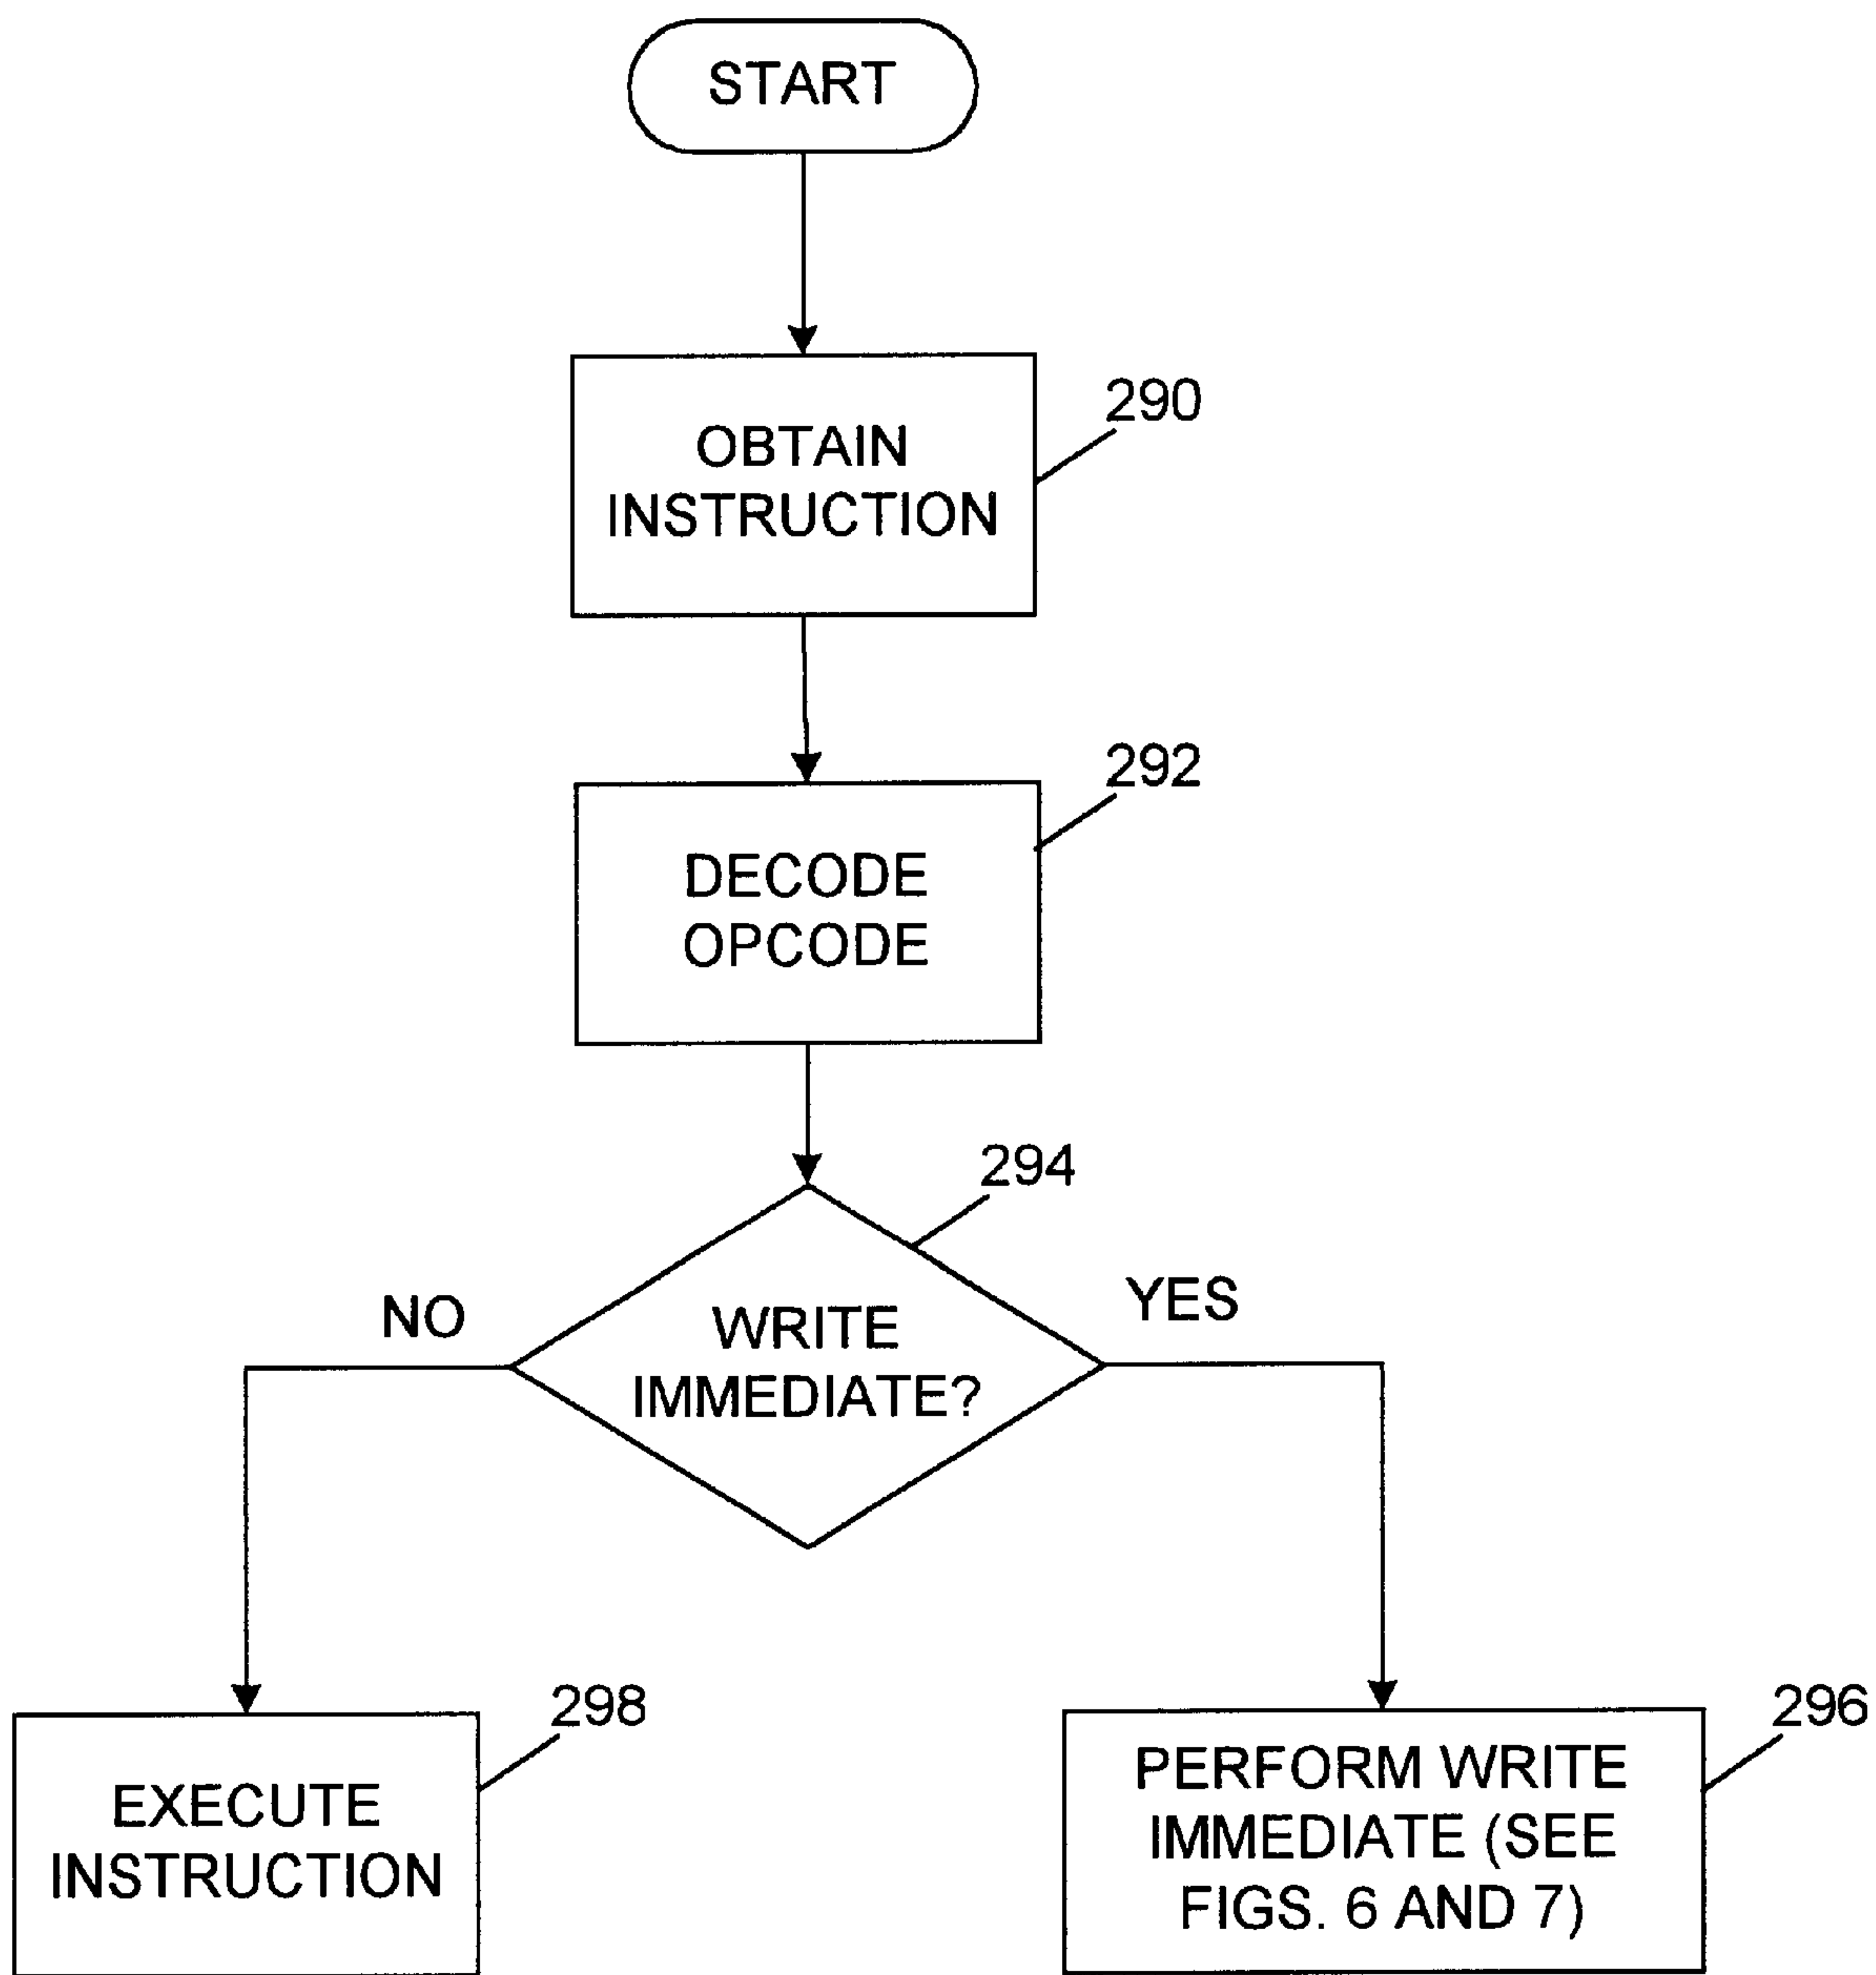 START
290
OBTAIN
INSTRUCTION
292
DECODE
OPCODE
294
NO
YES
WRITE
IMMEDIATE?
298
EXECUTE
INSTRUCTION
296
PERFORM WRITE
IMMEDIATE (SEE
FIGS. 6 AND 7)